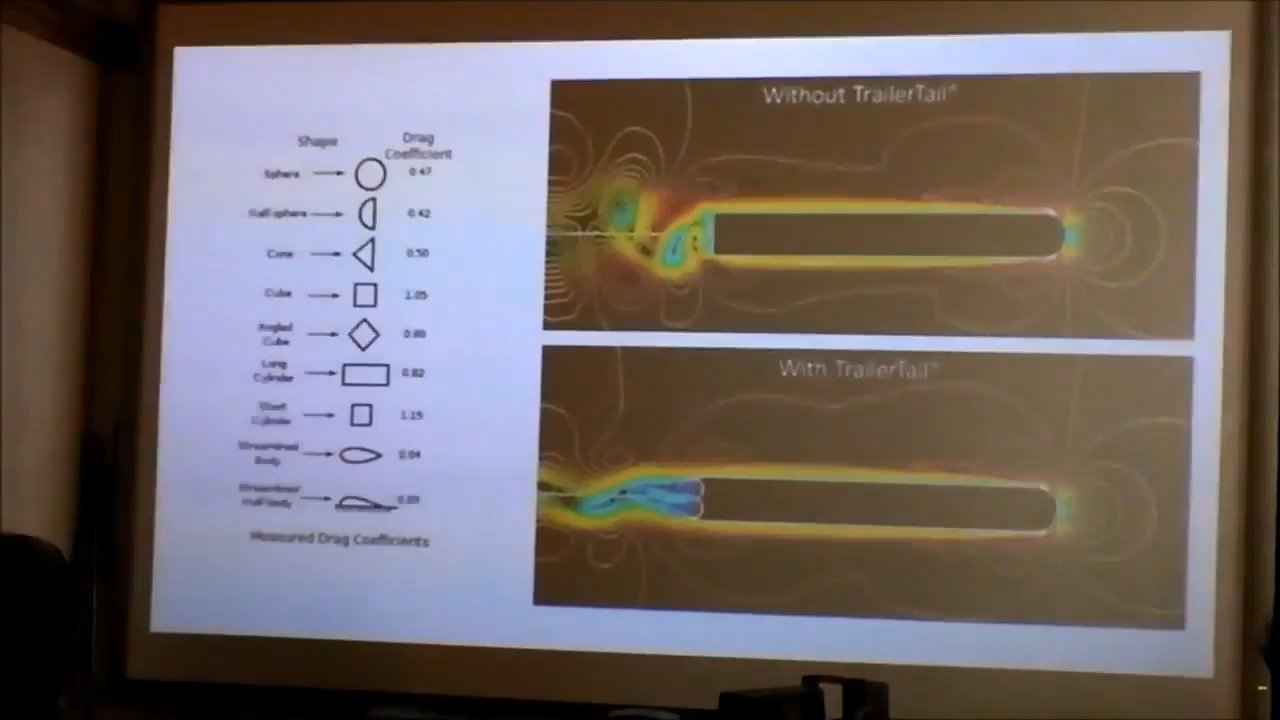 Shape
Drag
Coefficient
Sphere 0.47
Half-sphere 0.42
Cone 0.50
Cube 1.05
Angled
Cube 0.80
Long
Cylinder 0.82
Short
Cylinder 1.15
Streamlined
Body 0.04
Streamlined
Half-body 0.09
Measured Drag Coefficients
Without TrailerTail®
With TrailerTail®